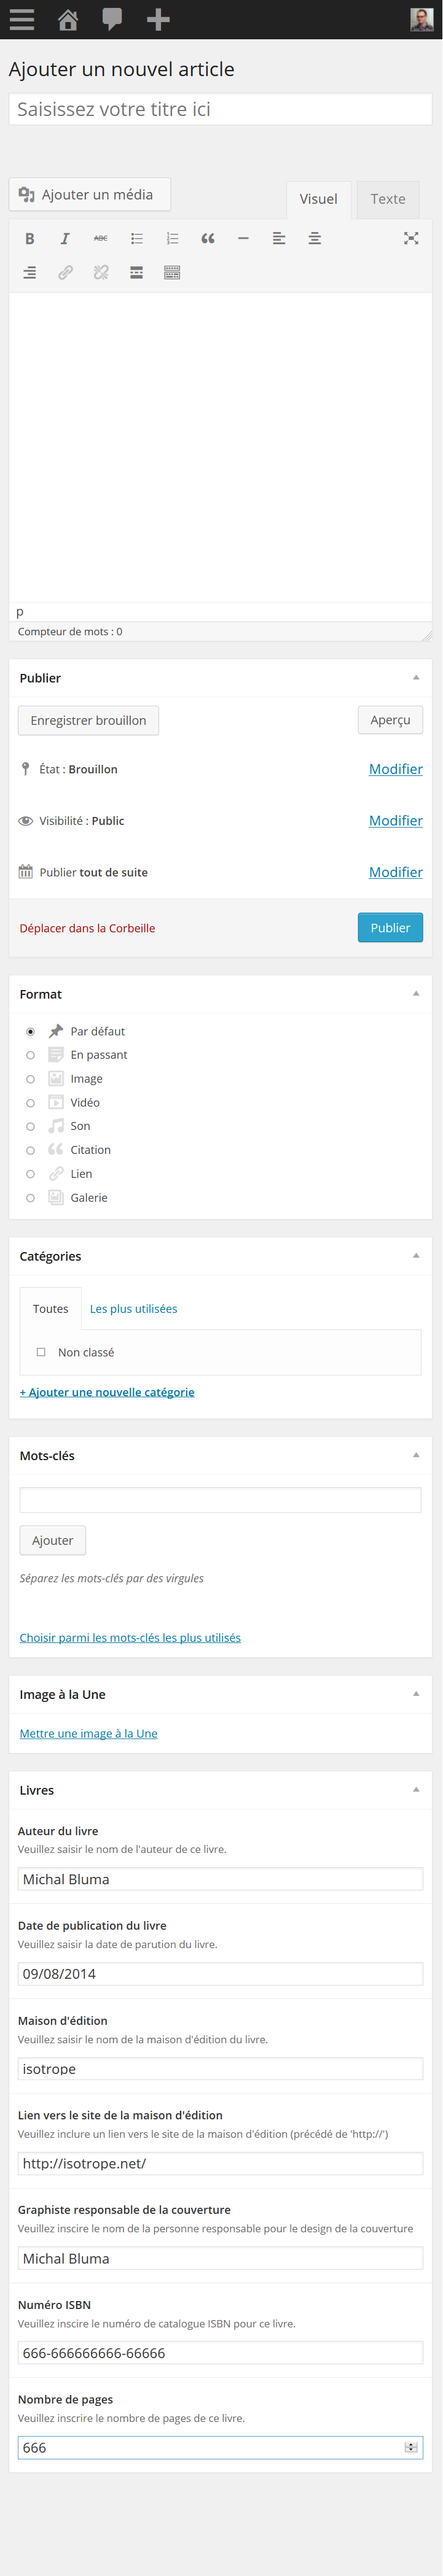 Ajouter un nouvel article
Saisissez votre titre ici
Ajouter un média
Visuel
Texte
B I ABC
p
Compteur de mots : 0
Publier
Enregistrer brouillon
Aperçu
État : Brouillon
Modifier
Visibilité : Public
Modifier
Publier tout de suite
Modifier
Déplacer dans la Corbeille
Publier
Format
Par défaut
En passant
Image
Vidéo
Son
Citation
Lien
Galerie
Catégories
Toutes
Les plus utilisées
Non classé
+ Ajouter une nouvelle catégorie
Mots-clés
Ajouter
Séparez les mots-clés par des virgules
Choisir parmi les mots-clés les plus utilisés
Image à la Une
Mettre une image à la Une
Livres
Auteur du livre
Veuillez saisir le nom de l'auteur de ce livre.
Michal Bluma
Date de publication du livre
Veuillez saisir la date de parution du livre.
09/08/2014
Maison d'édition
Veuillez saisir le nom de la maison d'édition du livre.
isotrope
Lien vers le site de la maison d'édition
Veuillez inclure un lien vers le site de la maison d'édition (précédé de 'http://')
http://isotrope.net/
Graphiste responsable de la couverture
Veuillez inscire le nom de la personne responsable pour le design de la couverture
Michal Bluma
Numéro ISBN
Veuillez inscire le numéro de catalogue ISBN pour ce livre.
666-666666666-66666
Nombre de pages
Veuillez inscrire le nombre de pages de ce livre.
666